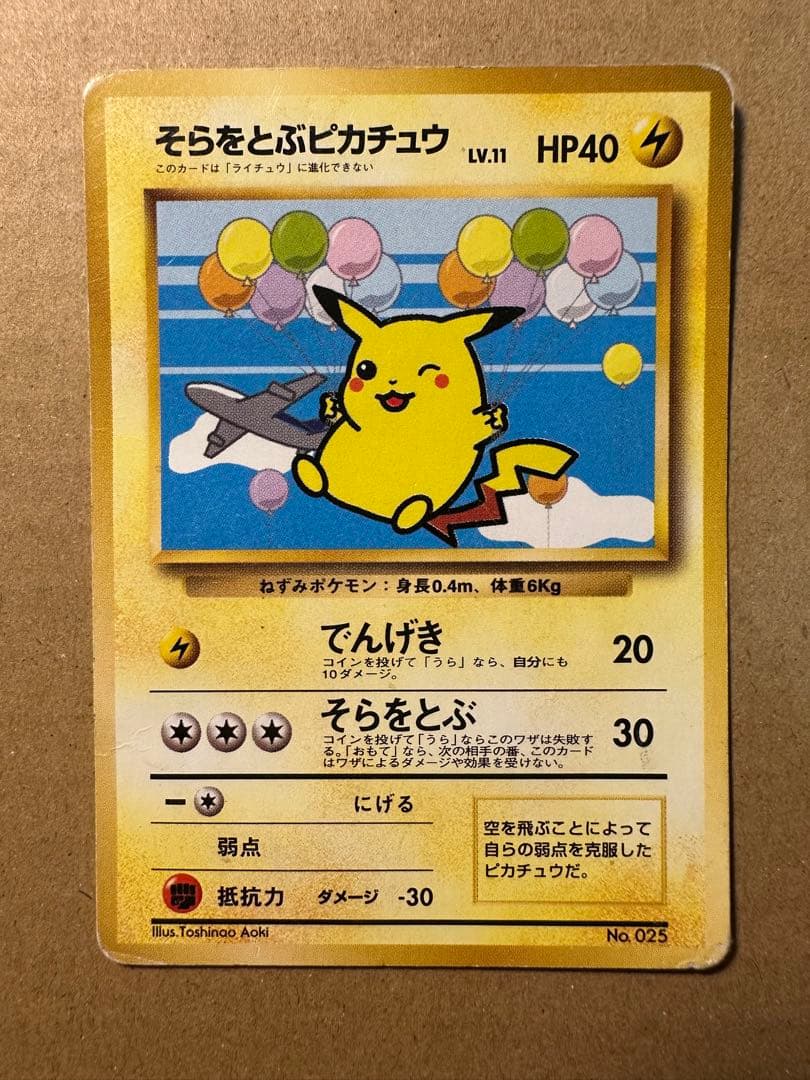 そらをとぶピカチュウ LV.11 HP40
このカードは「ライチュウ」に進化できない
ねずみポケモン：身長0.4m、体重6Kg
でんげき 20
コインを投げて「うら」なら、自分にも
10ダメージ。
そらをとぶ 30
コインを投げて「うら」ならこのワザは失敗す
る。「おもて」なら、次の相手の番、このカード
はワザによるダメージや効果を受けない。
にげる
弱点
抵抗力 ダメージ -30
空を飛ぶことによって
自らの弱点を克服した
ピカチュウだ。
Illus.Toshinao Aoki No. 025